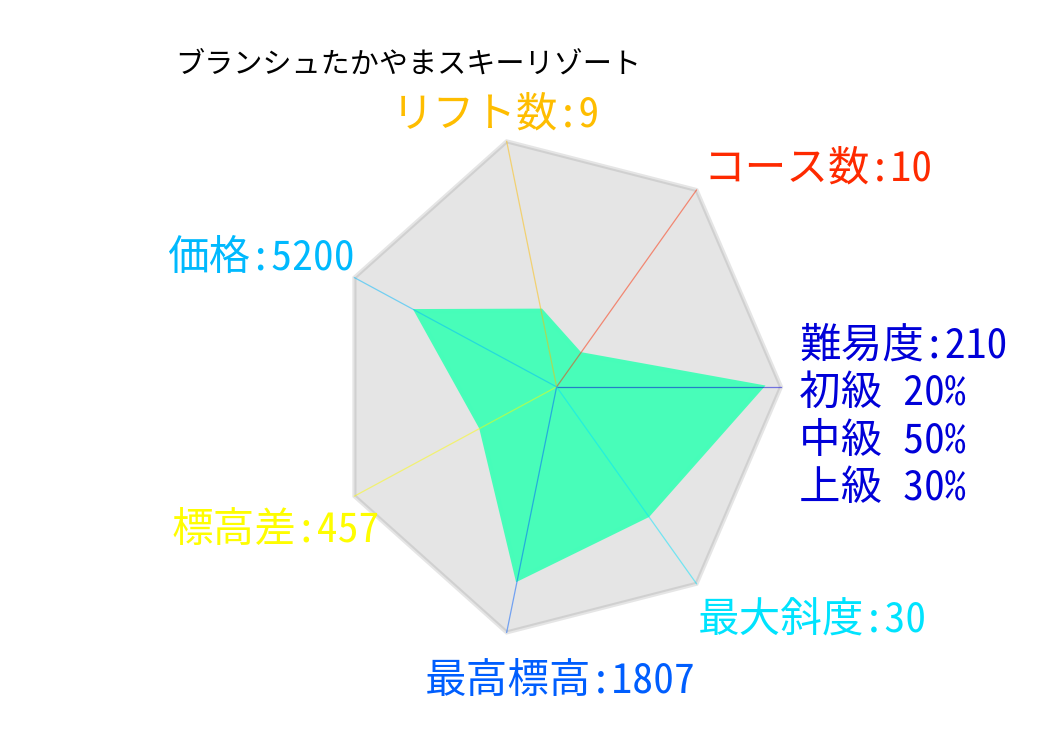 ブランシュたかやまスキーリゾート
リフト数:9
コース数:10
価格:5200
難易度:210
初級 20%
中級 50%
上級 30%
標高差:457
最大斜度:30
最高標高:1807